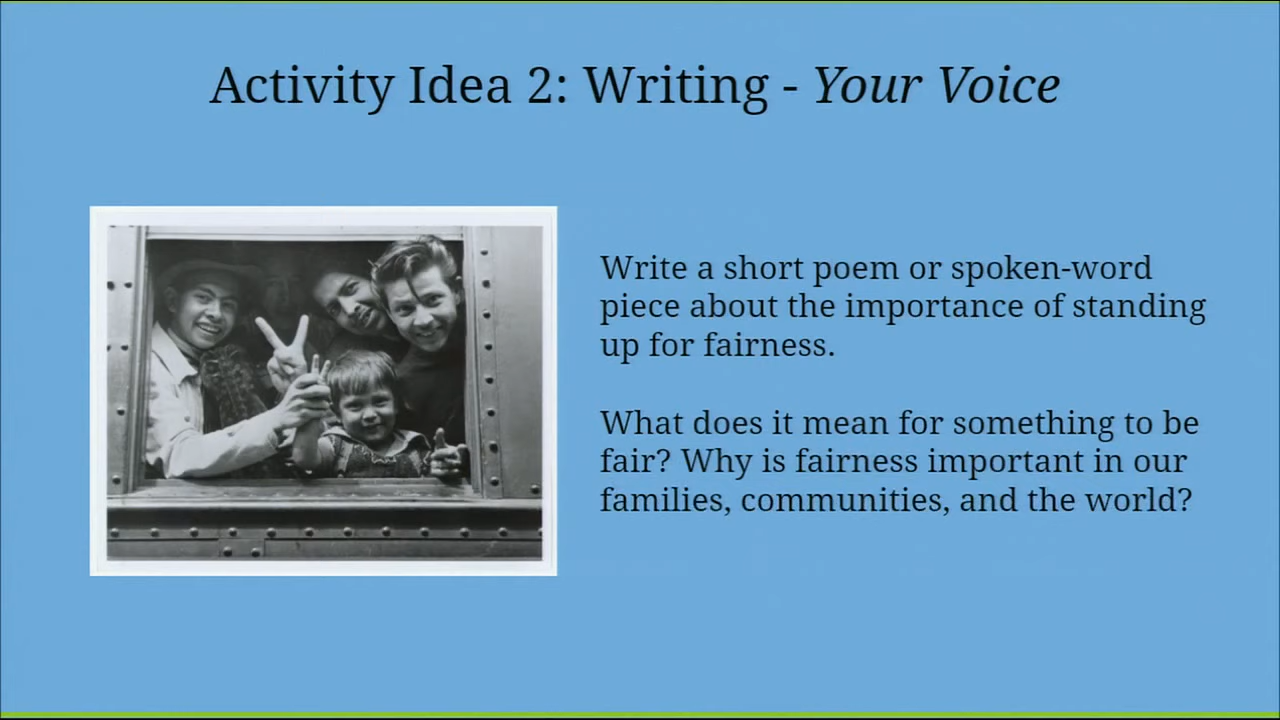 Activity Idea 2: Writing - Your Voice
Write a short poem or spoken-word
piece about the importance of standing
up for fairness.
What does it mean for something to be
fair? Why is fairness important in our
families, communities, and the world?